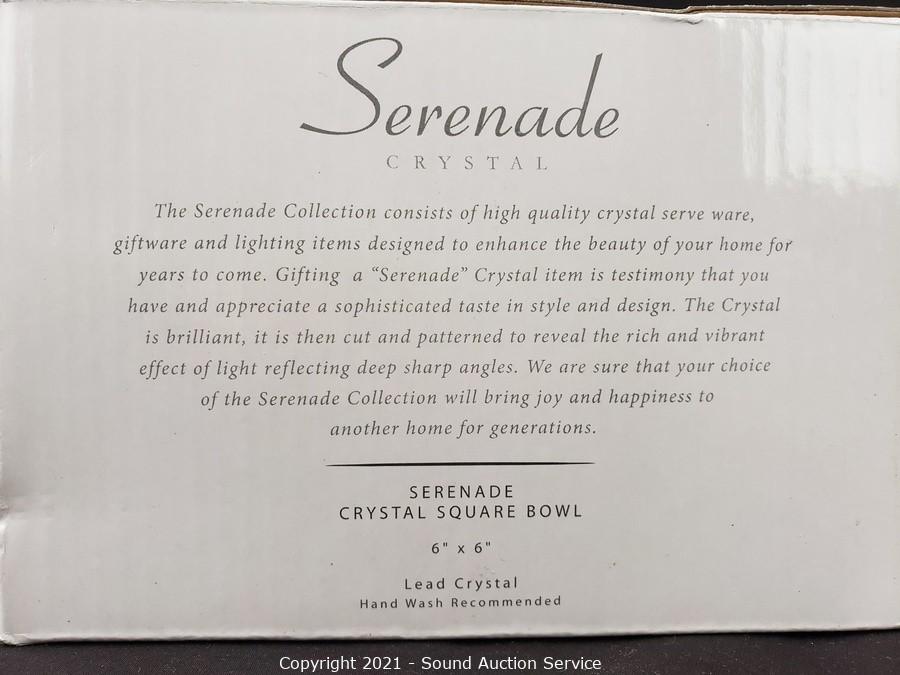 Serenade
CRYSTAL
The Serenade Collection consists of high quality crystal serve ware,
giftware and lighting items designed to enhance the beauty of your home for
years to come. Gifting a “Serenade” Crystal item is testimony that you
have and appreciate a sophisticated taste in style and design. The Crystal
is brilliant, it is then cut and patterned to reveal the rich and vibrant
effect of light reflecting deep sharp angles. We are sure that your choice
of the Serenade Collection will bring joy and happiness to
another home for generations.
SERENADE
CRYSTAL SQUARE BOWL
6" x 6"
Lead Crystal
Hand Wash Recommended
Copyright 2021 - Sound Auction Service